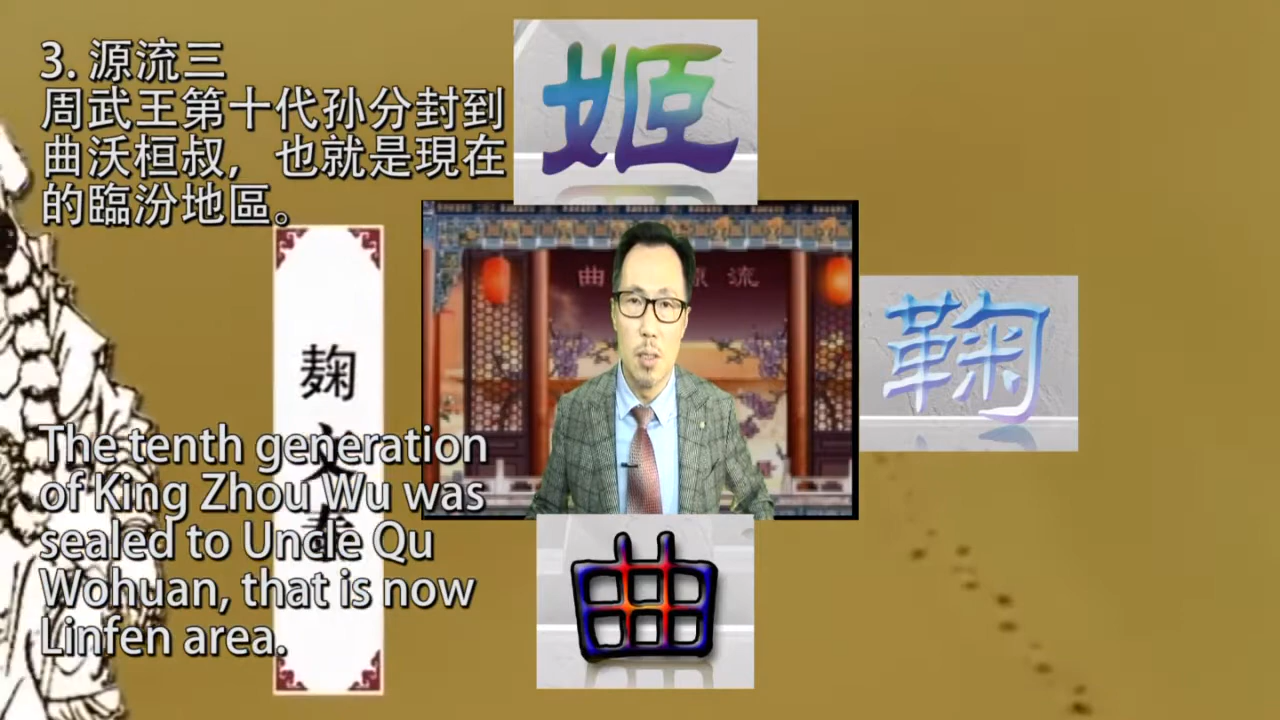 3. 源流三
周武王第十代孙分封到
曲沃桓叔，也就是現在
的臨汾地區。
姬
曲
流
鞠
麹
文
The tenth generation
of King Zhou Wu was
sealed to Uncle Qu
Wohuan, that is now
Linfen area.
曲